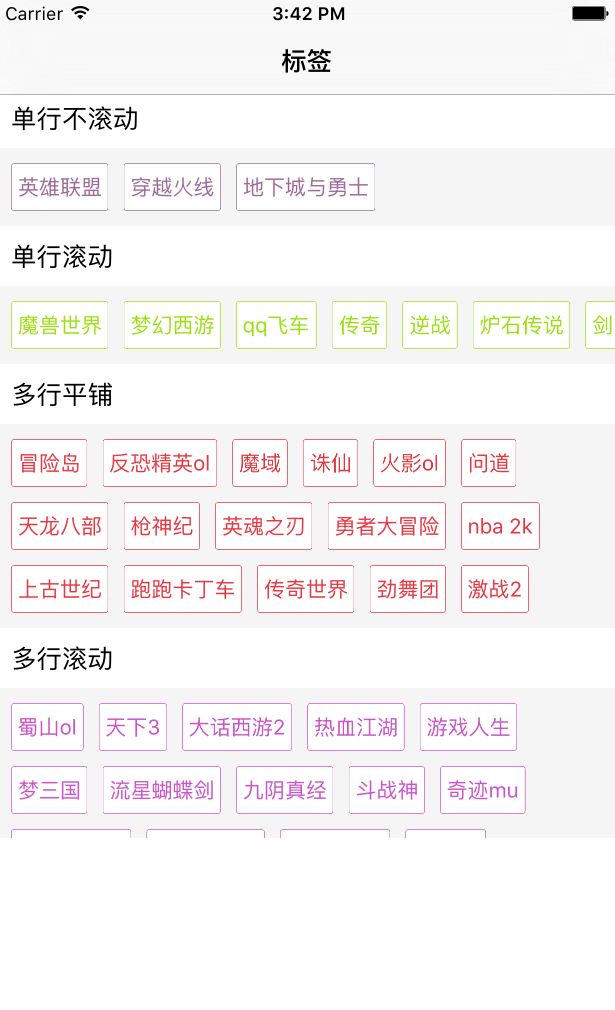 Carrier 3:42 PM
标签
单行不滚动
英雄联盟 穿越火线 地下城与勇士
单行滚动
魔兽世界 梦幻西游 qq飞车 传奇 逆战 炉石传说 剑
多行平铺
冒险岛 反恐精英ol 魔域 诛仙 火影ol 问道
天龙八部 枪神纪 英魂之刃 勇者大冒险 nba 2k
上古世纪 跑跑卡丁车 传奇世界 劲舞团 激战2
多行滚动
蜀山ol 天下3 大话西游2 热血江湖 游戏人生
梦三国 流星蝴蝶剑 九阴真经 斗战神 奇迹mu